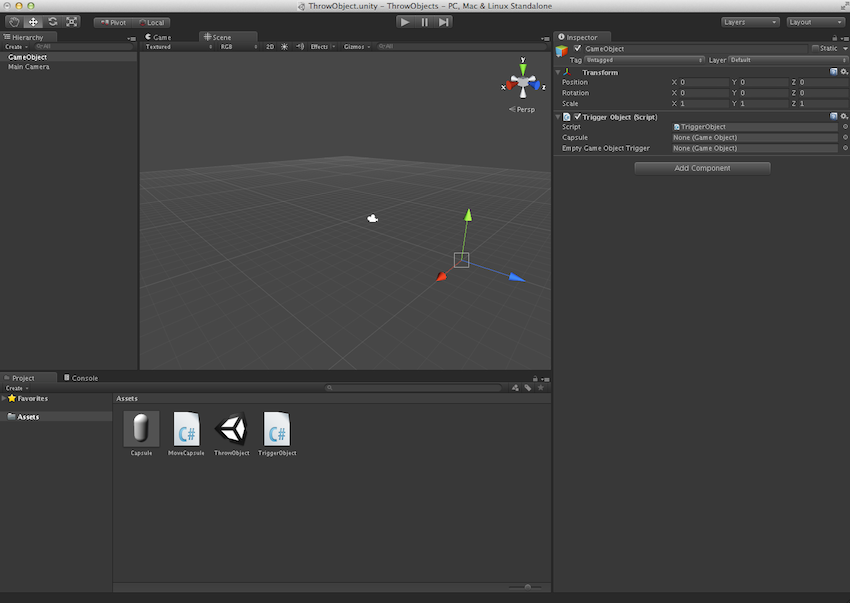 ThrowObject.unity - ThrowObjects - PC, Mac & Linux Standalone
Pivot Local Layers Layout
Hierarchy
Create All
GameObject
Main Camera
Game Scene
Textured RGB 2D Effects Gizmos All
y
x z
Persp
Inspector
GameObject Static
Tag Untagged Layer Default
Transform
Position X 0 Y 0 Z 0
Rotation X 0 Y 0 Z 0
Scale X 1 Y 1 Z 1
Trigger Object (Script)
Script TriggerObject
Capsule None (Game Object)
Empty Game Object Trigger None (Game Object)
Add Component
Project Console
Create
Favorites
Assets
Assets
C# C#
Capsule MoveCapsule ThrowObject TriggerObject